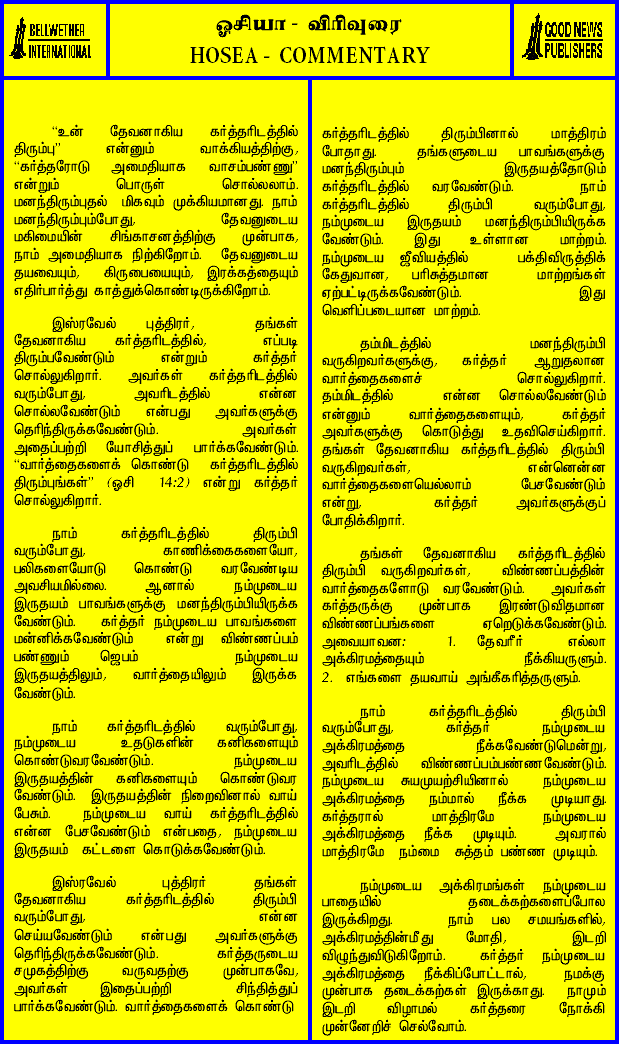 BELLWETHER
INTERNATIONAL
ஓசியா - விரிவுரை
HOSEA - COMMENTARY
GOOD NEWS
PUBLISHERS
“உன் தேவனாகிய கர்த்தரிடத்தில்
திரும்பு” என்னும் வாக்கியத்திற்கு,
“கர்த்தரோடு அமைதியாக வாசம்பண்ணு”
என்றும் பொருள் சொல்லலாம்.
மனந்திரும்புதல் மிகவும் முக்கியமானது. நாம்
மனந்திரும்பும்போது, தேவனுடைய
மகிமையின் சிங்காசனத்திற்கு முன்பாக,
நாம் அமைதியாக நிற்கிறோம். தேவனுடைய
தயவையும், கிருபையையும், இரக்கத்தையும்
எதிர்பார்த்து காத்துக்கொண்டிருக்கிறோம்.
இஸ்ரவேல் புத்திரர், தங்கள்
தேவனாகிய கர்த்தரிடத்தில், எப்படி
திரும்பவேண்டும் என்றும் கர்த்தர்
சொல்லுகிறார். அவர்கள் கர்த்தரிடத்தில்
வரும்போது, அவரிடத்தில் என்ன
சொல்லவேண்டும் என்பது அவர்களுக்கு
தெரிந்திருக்கவேண்டும். அவர்கள்
அதைப்பற்றி யோசித்துப் பார்க்கவேண்டும்.
“வார்த்தைகளைக் கொண்டு கர்த்தரிடத்தில்
திரும்புங்கள்” (ஓசி 14:2) என்று கர்த்தர்
சொல்லுகிறார்.
நாம் கர்த்தரிடத்தில் திரும்பி
வரும்போது, காணிக்கைகளையோ,
பலிகளையோடு கொண்டு வரவேண்டிய
அவசியமில்லை. ஆனால் நம்முடைய
இருதயம் பாவங்களுக்கு மனந்திரும்பியிருக்க
வேண்டும். கர்த்தர் நம்முடைய பாவங்களை
மன்னிக்கவேண்டும் என்று விண்ணப்பம்
பண்ணும் ஜெபம் நம்முடைய
இருதயத்திலும், வார்த்தையிலும் இருக்க
வேண்டும்.
நாம் கர்த்தரிடத்தில் வரும்போது,
நம்முடைய உதடுகளின் கனிகளையும்
கொண்டுவரவேண்டும். நம்முடைய
இருதயத்தின் கனிகளையும் கொண்டுவர
வேண்டும். இருதயத்தின் நிறைவினால் வாய்
பேசும். நம்முடைய வாய் கர்த்தரிடத்தில்
என்ன பேசவேண்டும் என்பதை, நம்முடைய
இருதயம் கட்டளை கொடுக்கவேண்டும்.
இஸ்ரவேல் புத்திரர் தங்கள்
தேவனாகிய கர்த்தரிடத்தில் திரும்பி
வரும்போது, என்ன
செய்யவேண்டும் என்பது அவர்களுக்கு
தெரிந்திருக்கவேண்டும். கர்த்தருடைய
சமுகத்திற்கு வருவதற்கு முன்பாகவே,
அவர்கள் இதைப்பற்றி சிந்தித்துப்
பார்க்கவேண்டும். வார்த்தைகளைக் கொண்டு
கர்த்தரிடத்தில் திரும்பினால் மாத்திரம்
போதாது. தங்களுடைய பாவங்களுக்கு
மனந்திரும்பும் இருதயத்தோடும்
கர்த்தரிடத்தில் வரவேண்டும். நாம்
கர்த்தரிடத்தில் திரும்பி வரும்போது,
நம்முடைய இருதயம் மனந்திரும்பியிருக்க
வேண்டும். இது உள்ளான மாற்றம்.
நம்முடைய ஜீவியத்தில் பக்திவிருத்திக்
கேதுவான, பரிசுத்தமான மாற்றங்கள்
ஏற்பட்டிருக்கவேண்டும். இது
வெளிப்படையான மாற்றம்.
தம்மிடத்தில் மனந்திரும்பி
வருகிறவர்களுக்கு, கர்த்தர் ஆறுதலான
வார்த்தைகளைச் சொல்லுகிறார்.
தம்மிடத்தில் என்ன சொல்லவேண்டும்
என்னும் வார்த்தைகளையும், கர்த்தர்
அவர்களுக்கு கொடுத்து உதவிசெய்கிறார்.
தங்கள் தேவனாகிய கர்த்தரிடத்தில் திரும்பி
வருகிறவர்கள், என்னென்ன
வார்த்தைகளையெல்லாம் பேசவேண்டும்
என்று, கர்த்தர் அவர்களுக்குப்
போதிக்கிறார்.
தங்கள் தேவனாகிய கர்த்தரிடத்தில்
திரும்பி வருகிறவர்கள், விண்ணப்பத்தின்
வார்த்தைகளோடு வரவேண்டும். அவர்கள்
கர்த்தருக்கு முன்பாக இரண்டுவிதமான
விண்ணப்பங்களை ஏறெடுக்கவேண்டும்.
அவையாவன: 1. தேவரீர் எல்லா
அக்கிரமத்தையும் நீக்கியருளும்.
2. எங்களை தயவாய் அங்கீகரித்தருளும்.
நாம் கர்த்தரிடத்தில் திரும்பி
வரும்போது, கர்த்தர் நம்முடைய
அக்கிரமத்தை நீக்கவேண்டுமென்று,
அவரிடத்தில் விண்ணப்பம்பண்ணவேண்டும்.
நம்முடைய சுயமுயற்சியினால் நம்முடைய
அக்கிரமத்தை நம்மால் நீக்க முடியாது.
கர்த்தரால் மாத்திரமே நம்முடைய
அக்கிரமத்தை நீக்க முடியும். அவரால்
மாத்திரமே நம்மை சுத்தம் பண்ண முடியும்.
நம்முடைய அக்கிரமங்கள் நம்முடைய
பாதையில் தடைக்கற்களைப்போல
இருக்கிறது. நாம் பல சமயங்களில்,
அக்கிரமத்தின்மீது மோதி, இடறி
விழுந்துவிடுகிறோம். கர்த்தர் நம்முடைய
அக்கிரமத்தை நீக்கிப்போட்டால், நமக்கு
முன்பாக தடைக்கற்கள் இருக்காது. நாமும்
இடறி விழாமல் கர்த்தரை நோக்கி
முன்னேறிச் செல்வோம்.